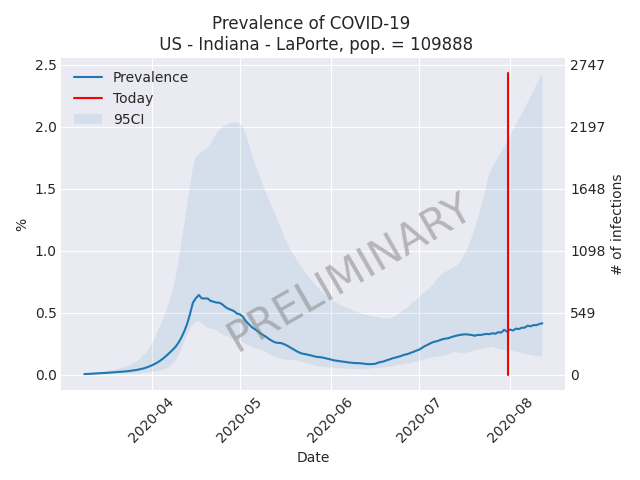 Prevalence of COVID-19
US - Indiana - LaPorte, pop. = 109888
Prevalence
Today
95CI
2.5
2.0
1.5
1.0
0.5
0.0
%
2747
2197
1648
1098
549
0
# of infections
PRELIMINARY
2020-04
2020-05
2020-06
2020-07
2020-08
Date